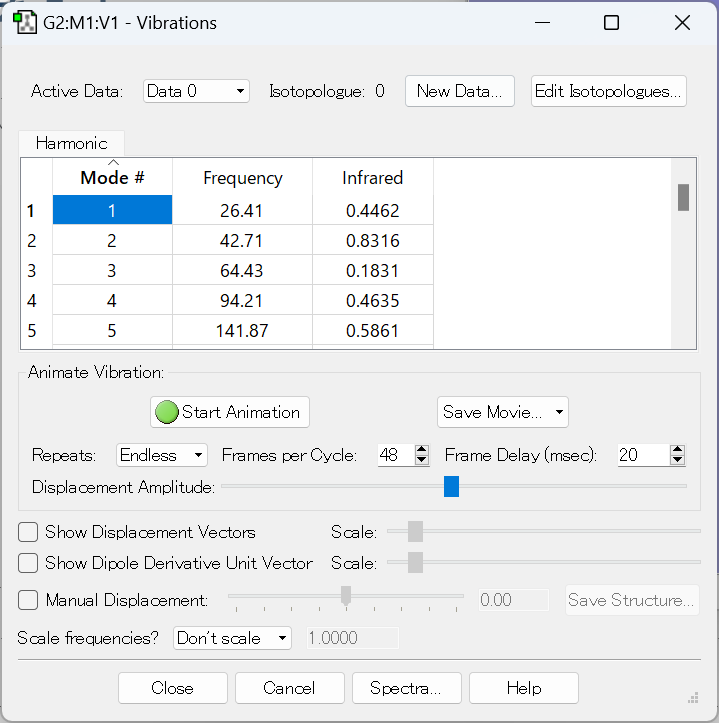 G2:M1:V1 - Vibrations
Active Data: Data 0 Isotopologue: 0 New Data... Edit Isotopologues...
Harmonic
Mode # Frequency Infrared
1 1 26.41 0.4462
2 2 42.71 0.8316
3 3 64.43 0.1831
4 4 94.21 0.4635
5 5 141.87 0.5861
Animate Vibration:
Start Animation Save Movie...
Repeats: Endless Frames per Cycle: 48 Frame Delay (msec): 20
Displacement Amplitude:
Show Displacement Vectors Scale:
Show Dipole Derivative Unit Vector Scale:
Manual Displacement: 0.00 Save Structure...
Scale frequencies? Don't scale 1.0000
Close Cancel Spectra... Help